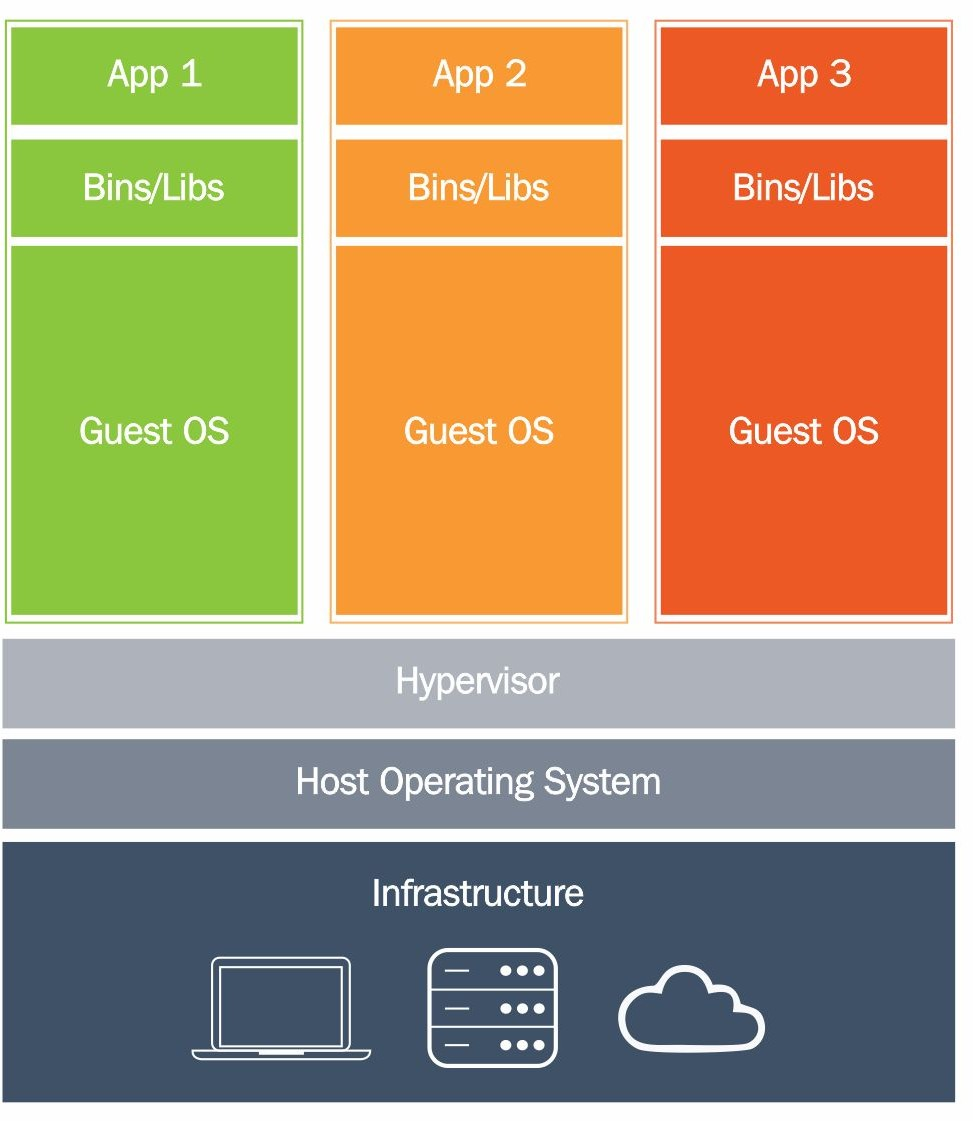 App 1
App 2
App 3
Bins/Libs
Bins/Libs
Bins/Libs
Guest OS
Guest OS
Guest OS
Hypervisor
Host Operating System
Infrastructure